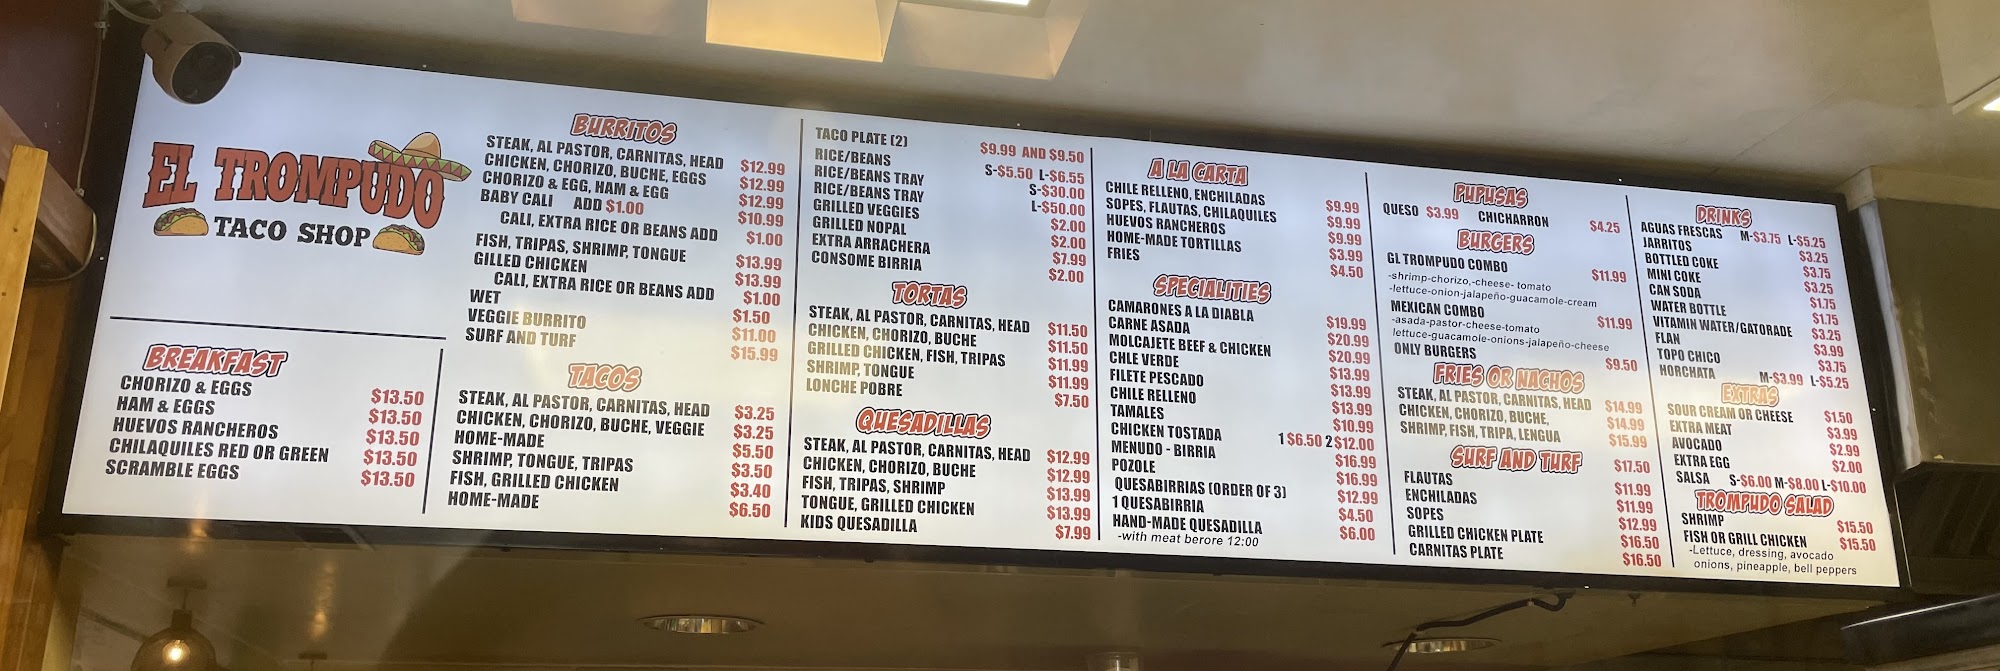 EL TROMPUDO
TACO SHOP
BREAKFAST
CHORIZO & EGGS $13.50
HAM & EGGS $13.50
HUEVOS RANCHEROS $13.50
CHILAQUILES RED OR GREEN $13.50
SCRAMBLE EGGS $13.50
BURRITOS
STEAK, AL PASTOR, CARNITAS, HEAD $12.99
CHICKEN, CHORIZO, BUCHE, EGGS $12.99
CHORIZO & EGG, HAM & EGG $12.99
BABY CALI ADD $1.00 $10.99
CALI, EXTRA RICE OR BEANS ADD $1.00
FISH, TRIPAS, SHRIMP, TONGUE $13.99
GILLED CHICKEN $13.99
CALI, EXTRA RICE OR BEANS ADD $1.00
WET $1.50
VEGGIE BURRITO $11.00
SURF AND TURF $15.99
TACOS
STEAK, AL PASTOR, CARNITAS, HEAD $3.25
CHICKEN, CHORIZO, BUCHE, VEGGIE $3.25
HOME-MADE $5.50
SHRIMP, TONGUE, TRIPAS $3.50
FISH, GRILLED CHICKEN $3.40
HOME-MADE $6.50
TACO PLATE (2) $9.99 AND $9.50
RICE/BEANS S-$5.50 L-$6.55
RICE/BEANS TRAY S-$30.00
RICE/BEANS TRAY L-$50.00
GRILLED VEGGIES $2.00
GRILLED NOPAL $2.00
EXTRA ARRACHERA $7.99
CONSOME BIRRIA $2.00
TORTAS
STEAK, AL PASTOR, CARNITAS, HEAD $11.50
CHICKEN, CHORIZO, BUCHE $11.50
GRILLED CHICKEN, FISH, TRIPAS $11.99
SHRIMP, TONGUE $11.99
LONCHE POBRE $7.50
QUESADILLAS
STEAK, AL PASTOR, CARNITAS, HEAD $12.99
CHICKEN, CHORIZO, BUCHE $12.99
FISH, TRIPAS, SHRIMP $13.99
TONGUE, GRILLED CHICKEN $13.99
KIDS QUESADILLA $7.99
A LA CARTA
CHILE RELLENO, ENCHILADAS $9.99
SOPES, FLAUTAS, CHILAQUILES $9.99
HUEVOS RANCHEROS $9.99
HOME-MADE TORTILLAS $3.99
FRIES $4.50
SPECIALITIES
CAMARONES A LA DIABLA $19.99
CARNE ASADA $20.99
MOLCAJETE BEEF & CHICKEN $20.99
CHLE VERDE $13.99
FILETE PESCADO $13.99
CHILE RELLENO $13.99
TAMALES $10.99
CHICKEN TOSTADA 1 $6.50 2 $12.00
MENUDO - BIRRIA $16.99
POZOLE $16.99
QUESABIRRIAS (ORDER OF 3) $12.99
1 QUESABIRRIA $4.50
HAND-MADE QUESADILLA $6.00
-with meat berore 12:00
PUPUSAS
QUESO $3.99 CHICHARRON $4.25
BURGERS
GL TROMPUDO COMBO $11.99
-shrimp-chorizo,-cheese- tomato
-lettuce-onion-jalapeño-guacamole-cream
MEXICAN COMBO $11.99
-asada-pastor-cheese-tomato
lettuce-guacamole-onions-jalapeño-cheese
ONLY BURGERS $9.50
FRIES OR NACHOS
STEAK, AL PASTOR, CARNITAS, HEAD $14.99
CHICKEN, CHORIZO, BUCHE, $14.99
SHRIMP, FISH, TRIPA, LENGUA $15.99
SURF AND TURF $17.50
FLAUTAS $11.99
ENCHILADAS $11.99
SOPES $12.99
GRILLED CHICKEN PLATE $16.50
CARNITAS PLATE $16.50
DRINKS
AGUAS FRESCAS M-$3.75 L-$5.25
JARRITOS $3.25
BOTTLED COKE $3.75
MINI COKE $3.25
CAN SODA $1.75
WATER BOTTLE $1.75
VITAMIN WATER/GATORADE $3.25
FLAN $3.99
TOPO CHICO $3.75
HORCHATA M-$3.99 L-$5.25
EXTRAS
SOUR CREAM OR CHEESE $1.50
EXTRA MEAT $3.99
AVOCADO $2.99
EXTRA EGG $2.00
SALSA S-$6.00 M-$8.00 L-$10.00
TROMPUDO SALAD
SHRIMP $15.50
FISH OR GRILL CHICKEN $15.50
-Lettuce, dressing, avocado
onions, pineapple, bell peppers